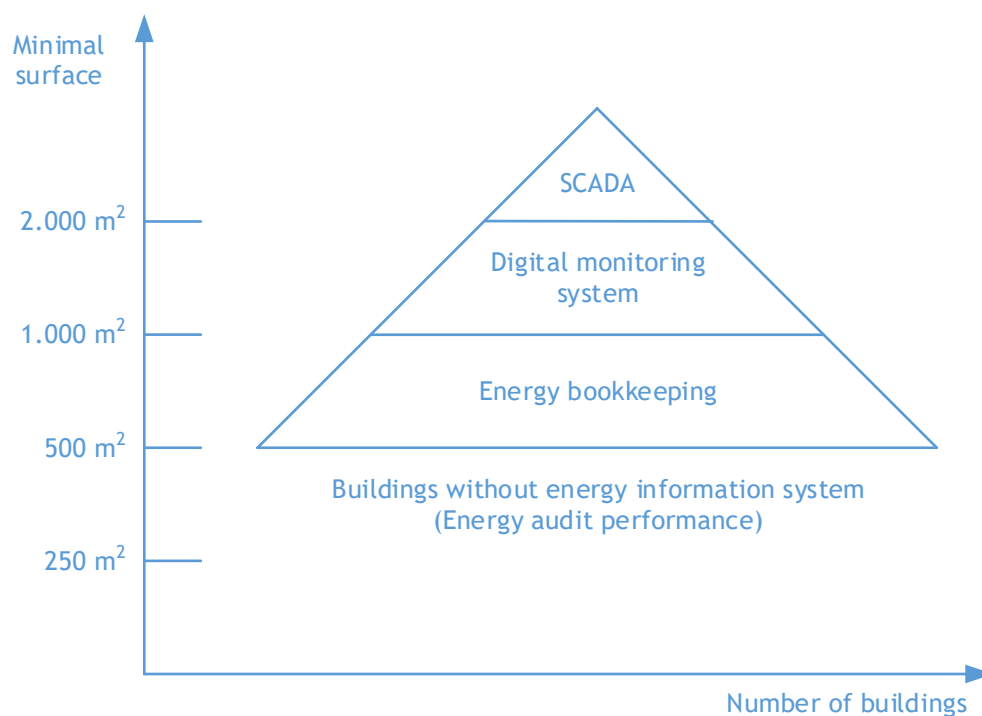 Minimal
surface
SCADA
2.000 m²
Digital monitoring
system
1.000 m²
Energy bookkeeping
500 m²
Buildings without energy information system
(Energy audit performance)
250 m²
Number of buildings